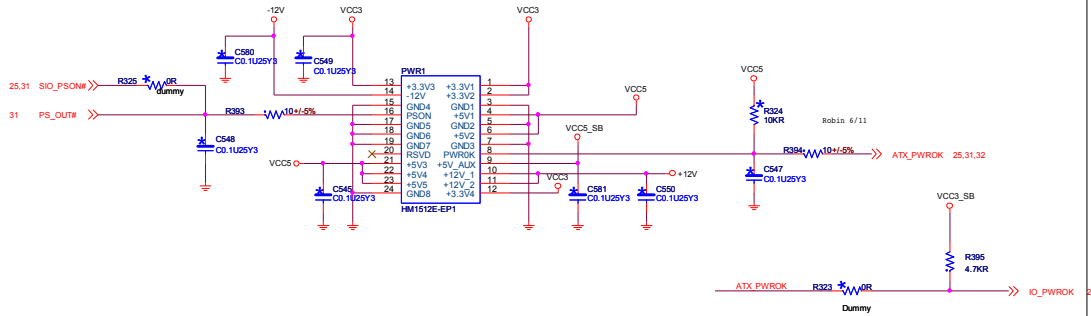 -12V
VCC3
VCC3
C580
C0.1U25Y3
C549
C0.1U25Y3
25,31 SIO_PSON#
R325
0R
dummy
31 PS_OUT#
R393
10+/-5%
C548
C0.1U25Y3
PWR1
13 +3.3V3 +3.3V1 1
14 -12V +3.3V2 2
15 GND4 GND1 3
16 PSON +5V1 4
17 GND5 GND2 5
18 GND6 +5V2 6
19 GND7 GND3 7
20 RSVD PWR0K 8
21 +5V3 +5V_AUX 9
22 +5V4 +12V_1 10
23 +5V5 +12V_2 11
24 GND8 +3.3V4 12
HM1512E-EP1
VCC5
C545
C0.1U25Y3
VCC5
VCC5_SB
+12V
VCC3
C581
C0.1U25Y3
C550
C0.1U25Y3
VCC5
R324
10KR
Robin 6/11
R394
10+/-5%
ATX_PWROK 25,31,32
C547
C0.1U25Y3
VCC3_SB
R395
4.7KR
ATX_PWROK
R323
0R
Dummy
IO_PWROK